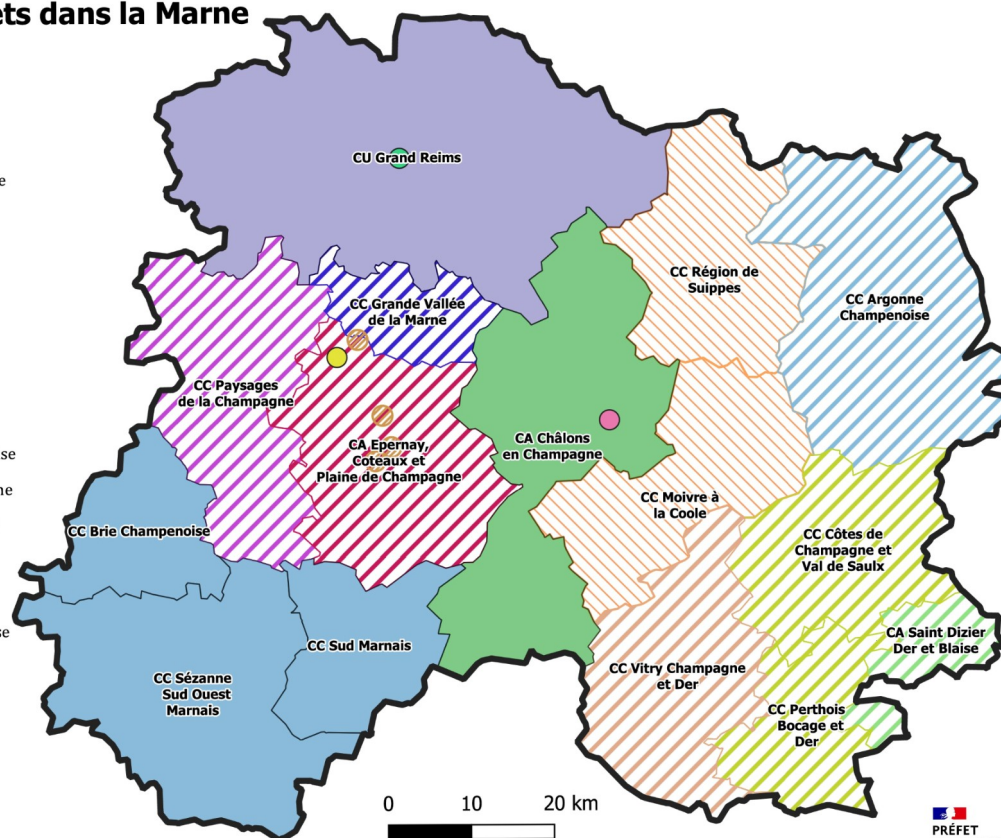 ets dans la Marne
e
se
ne
se
CU Grand Reims
CC Grande Vallée
de la Marne
CC Région de
Suippes
CC Argonne
Champenoise
CC Paysages
de la Champagne
CA Epernay,
Coteaux et
Plaine de Champagne
CA Châlons
en Champagne
CC Moivre à
la Coole
CC Brie Champenoise
CC Côtes de
Champagne et
Val de Saulx
CA Saint Dizier
Der et Blaise
CC Sud Marnais
CC Vitry Champagne
et Der
CC Sézanne
Sud Ouest
Marnais
CC Perthois
Bocage et
Der
0 10 20 km
PRÉFET